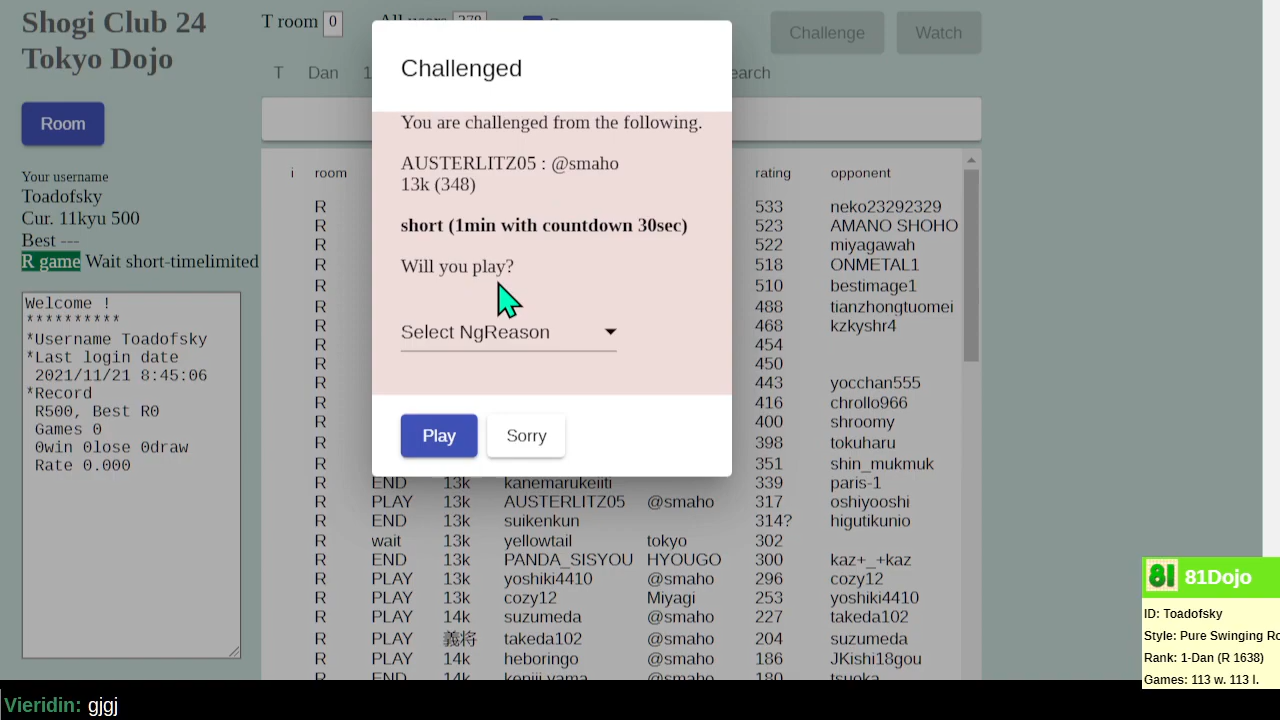 Shogi Club 24
Tokyo Dojo
Room
Your username
Toadofsky
Cur. 11kyu 500
Best ---
R game Wait short-timelimited
Welcome !
**********
*Username Toadofsky
*Last login date
2021/11/21 8:45:06
*Record
R500, Best R0
Games 0
0win 0lose 0draw
Rate 0.000
T room 0
Challenge Watch
T Dan
Challenged
You are challenged from the following.
AUSTERLITZ05 : @smaho
13k (348)
short (1min with countdown 30sec)
Will you play?
Select NgReason
Play Sorry
i room rating opponent
R 533 neko23292329
R 523 AMANO SHOHO
R 522 miyagawah
R 518 ONMETAL1
R 510 bestimage1
R 488 tianzhongtuomei
R 468 kzkyshr4
R 454
R 450
R 443 yocchan555
R 416 chrollo966
R 400 shroomy
R 398 tokuharu
R 351 shin_mukmuk
R END 13k kanemarukeiiti 339 paris-1
R PLAY 13k AUSTERLITZ05 @smaho 317 oshiyooshi
R END 13k suikenkun 314? higutikunio
R wait 13k yellowtail tokyo 302
R END 13k PANDA_SISYOU HYOUGO 300 kaz+_+kaz
R PLAY 13k yoshiki4410 @smaho 296 cozy12
R PLAY 13k cozy12 Miyagi 253 yoshiki4410
R PLAY 14k suzumeda @smaho 227 takeda102
R PLAY 義将 takeda102 @smaho 204 suzumeda
R PLAY 14k heboringo @smaho 186 JKishi18gou
R PLAY 14k kenjii yama @smaho 180 tsuoka
81 81Dojo
ID: Toadofsky
Style: Pure Swinging Ro
Rank: 1-Dan (R 1638)
Games: 113 w. 113 l.
Vieridin: gjgj